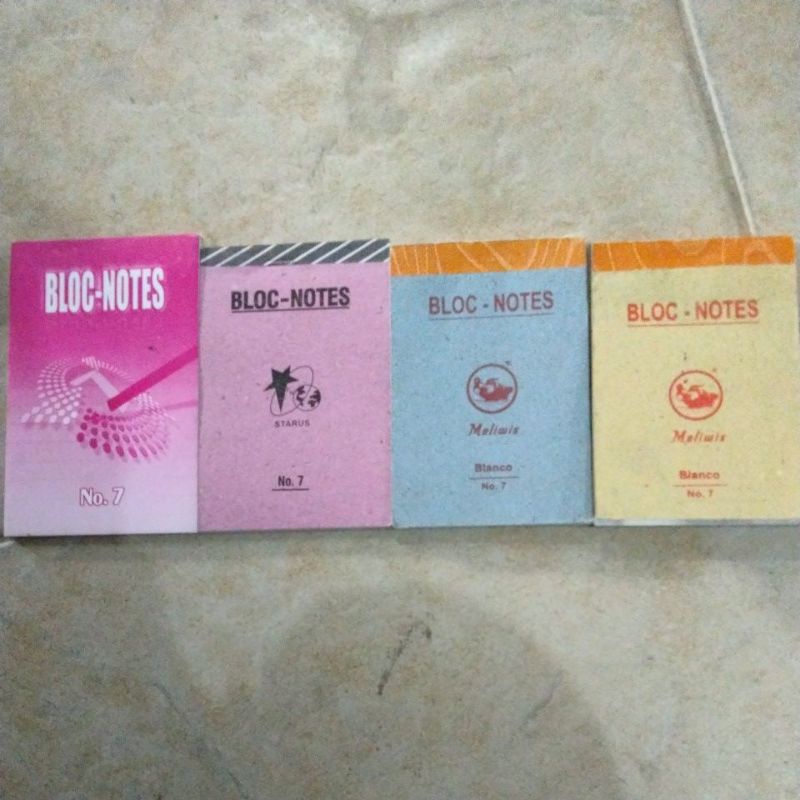 BLOC-NOTES
No. 7
BLOC-NOTES
STARUS
No. 7
BLOC - NOTES
Meliwis
Blanco
No. 7
BLOC - NOTES
Meliwis
Blanco
No. 7